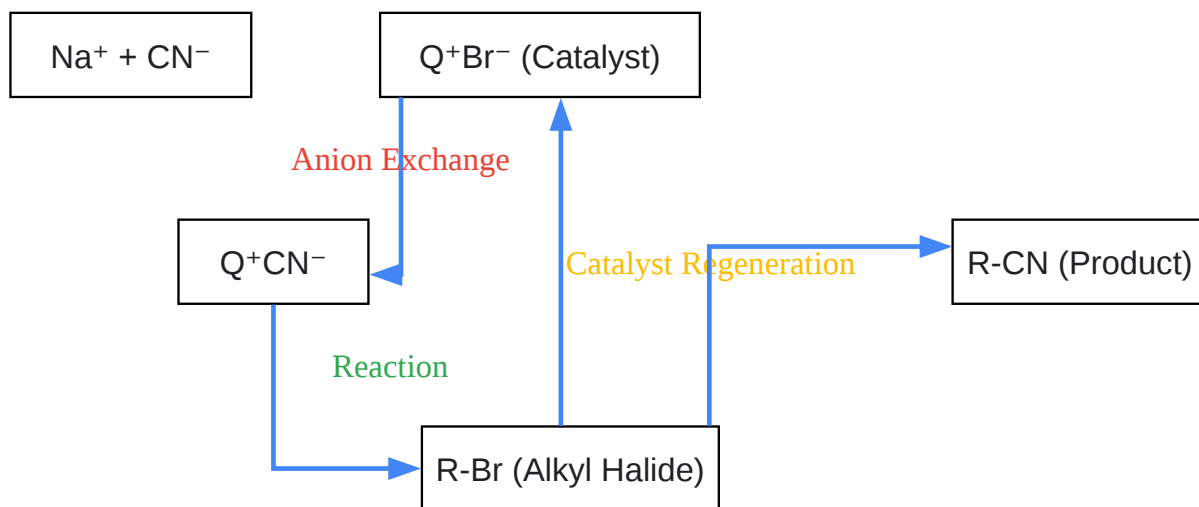 Na⁺ + CN⁻
Q⁺Br⁻ (Catalyst)
Anion Exchange
Q⁺CN⁻
Catalyst Regeneration
R-CN (Product)
Reaction
R-Br (Alkyl Halide)